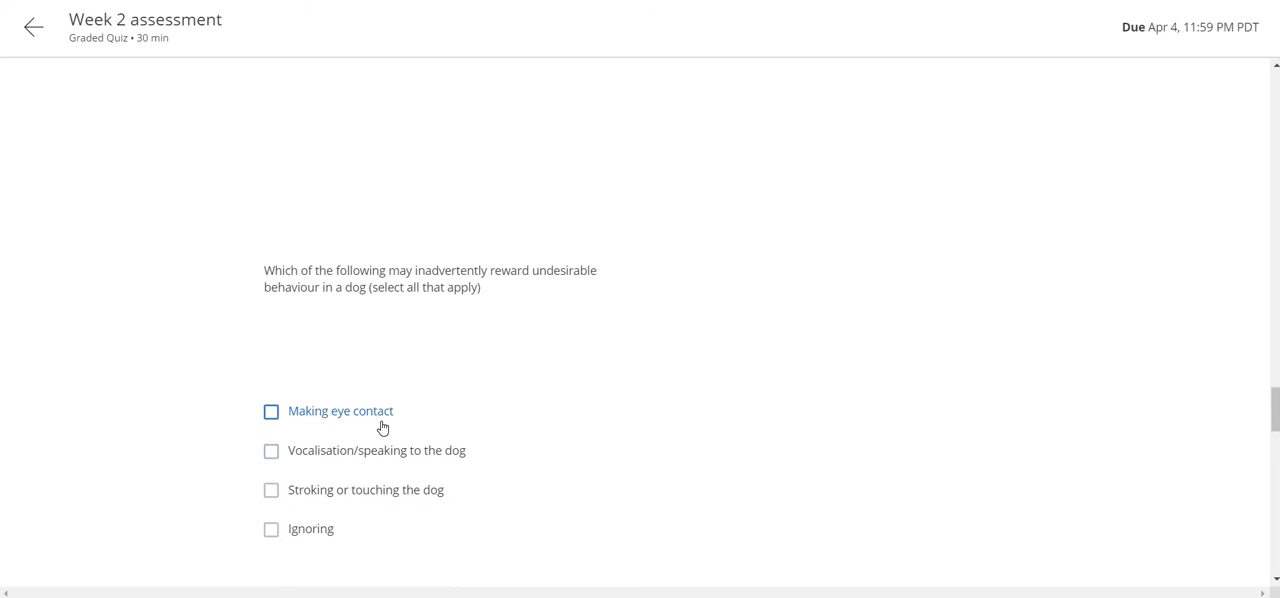 Week 2 assessment
Due Apr 4, 11:59 PM PDT
Graded Quiz • 30 min
Which of the following may inadvertently reward undesirable
behaviour in a dog (select all that apply)
Making eye contact
Vocalisation/speaking to the dog
Stroking or touching the dog
Ignoring